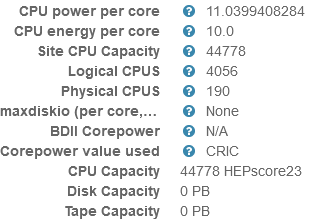 CPU power per core ? 11.0399408284
CPU energy per core ? 10.0
Site CPU Capacity ? 44778
Logical CPUS ? 4056
Physical CPUS ? 190
maxdiskio (per core,... ? None
BDII Corepower ? N/A
Corepower value used ? CRIC
CPU Capacity 44778 HEPscore23
Disk Capacity 0 PB
Tape Capacity 0 PB